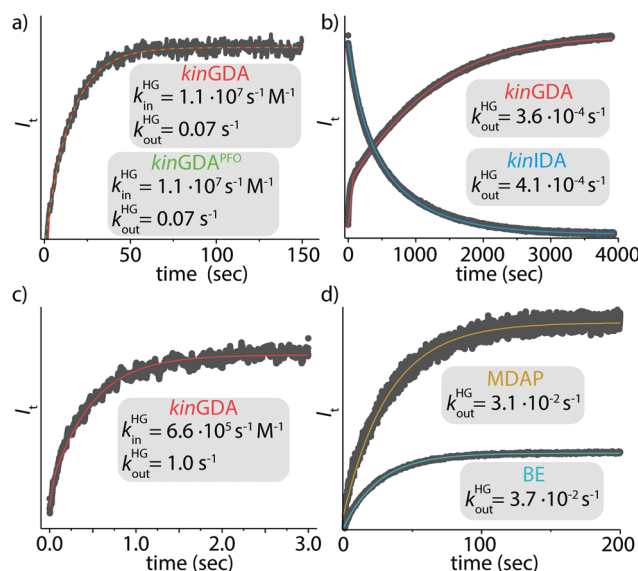 a)
kinGDA
k_in^HG = 1.1 ·10^7 s^-1 M^-1
k_out^HG = 0.07 s^-1
kinGDA^PFO
k_in^HG = 1.1 ·10^7 s^-1 M^-1
k_out^HG = 0.07 s^-1
I_t
0 50 100 150
time (sec)
b)
kinGDA
k_out^HG = 3.6 ·10^-4 s^-1
kinIDA
k_out^HG = 4.1 ·10^-4 s^-1
0 1000 2000 3000 4000
time (sec)
c)
kinGDA
k_in^HG = 6.6 ·10^5 s^-1 M^-1
k_out^HG = 1.0 s^-1
I_t
0.0 1.0 2.0 3.0
time (sec)
d)
MDAP
k_out^HG = 3.1 ·10^-2 s^-1
BE
k_out^HG = 3.7 ·10^-2 s^-1
I_t
0 100 200
time (sec)